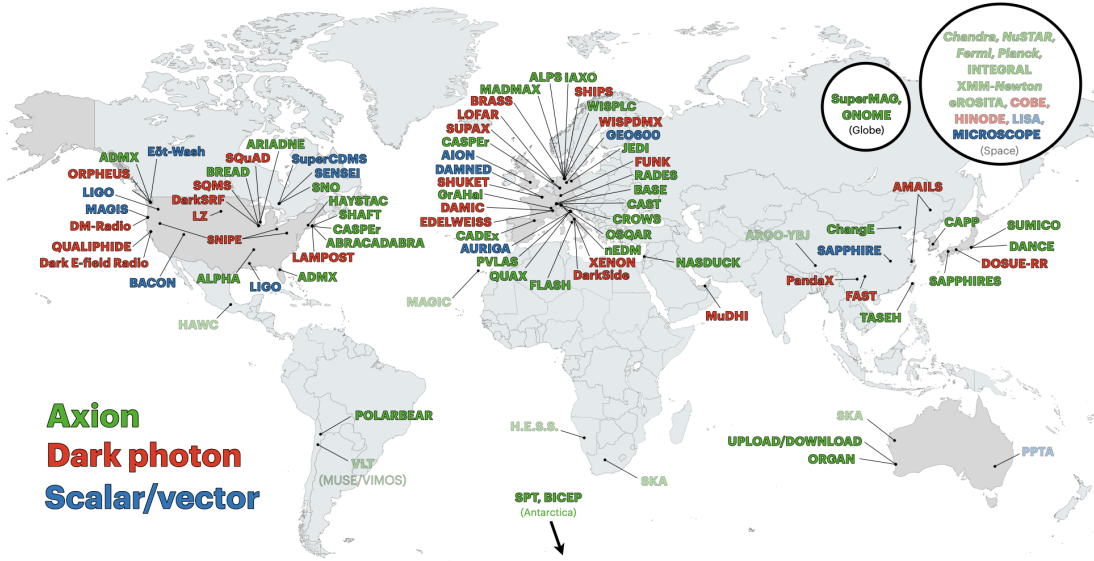 Chandra, NuSTAR,
Fermi, Planck,
INTEGRAL
XMM-Newton
eROSITA, COBE,
HINODE, LISA,
MICROSCOPE
(Space)
SuperMAG,
GNOME
(Globe)
ADMX
Eöt-Wash
ORPHEUS
LIGO
MAGIS
DM-Radio
QUALIPHIDE
Dark E-field Radio
BACON
ARIADNE
SQuAD
BREAD
SQMS
DarkSRF
LZ
SNIPE
SuperCDMS
SENSEI
SNO
HAYSTAC
SHAFT
CASPEr
ABRACADABRA
LAMPOST
ADMX
ALPHA
LIGO
HAWC
ALPS
IAXO
MADMAX
SHIPS
BRASS
WISPLC
LOFAR
WISPDMX
SUPAX
GEO600
CASPEr
JEDI
AION
FUNK
DAMNED
RADES
SHUKET
BASE
GrAHal
CAST
DAMIC
CROWS
EDELWEISS
OSQAR
CADEx
nEDM
AURIGA
XENON
PVLAS
DarkSide
QUAX
FLASH
NASDUCK
MAGIC
MuDHI
AMAILS
ChangE
CAPP
SUMICO
ARGO-YBJ
SAPPHIRE
DANCE
DOSUE-RR
PandaX
FAST
SAPPHIRES
TASEH
POLARBEAR
VLT
(MUSE/VIMOS)
H.E.S.S.
SKA
SPT, BICEP
(Antarctica)
SKA
UPLOAD/DOWNLOAD
ORGAN
PPTA
Axion
Dark photon
Scalar/vector